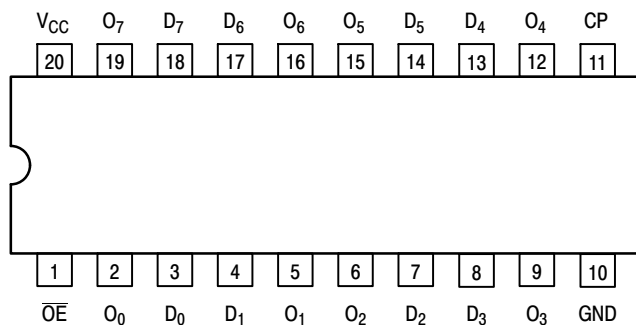 V_CC O₇ D₇ D₆ O₆ O₅ D₅ D₄ O₄ CP
20 19 18 17 16 15 14 13 12 11
1 2 3 4 5 6 7 8 9 10
O̅E̅ O₀ D₀ D₁ O₁ O₂ D₂ D₃ O₃ GND